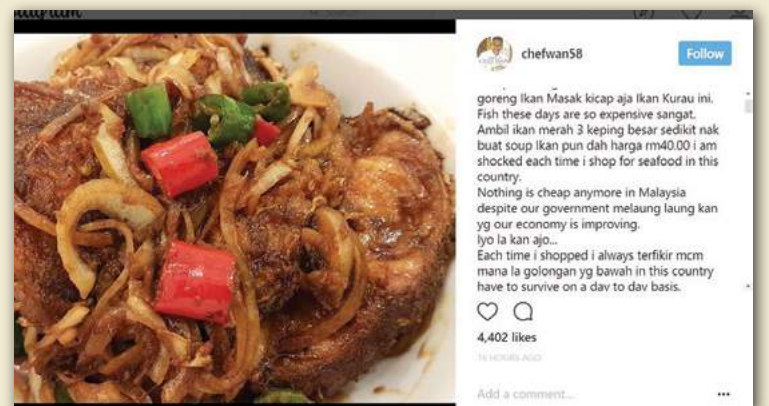 chefwan58
Follow
goreng Ikan Masak kicap aja Ikan Kurau ini.
Fish these days are so expensive sangat.
Ambil ikan merah 3 keping besar sedikit nak
buat soup Ikan pun dah harga rm40.00 i am
shocked each time i shop for seafood in this
country.
Nothing is cheap anymore in Malaysia
despite our government melaung laung kan
yg our economy is improving.
Iyo la kan ajo...
Each time i shopped i always terfikir mcm
mana la golongan yg bawah in this country
have to survive on a day to day basis.
4,402 likes
16 HOURS AGO
Add a comment...